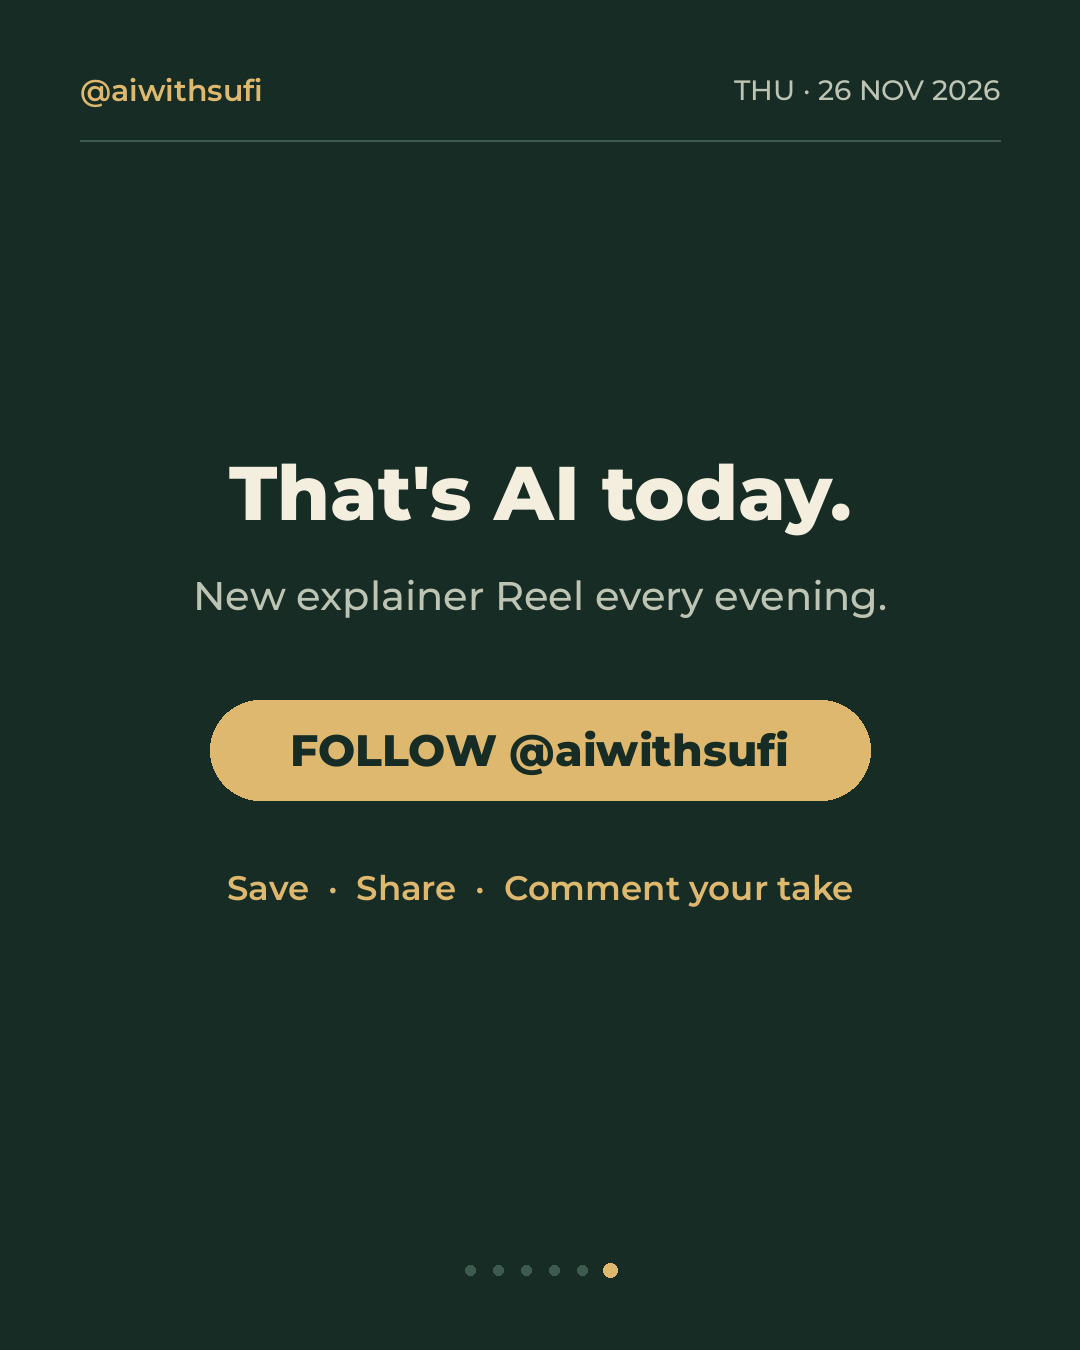 @aiwithsufi
THU · 26 NOV 2026
That's AI today.
New explainer Reel every evening.
FOLLOW @aiwithsufi
Save · Share · Comment your take